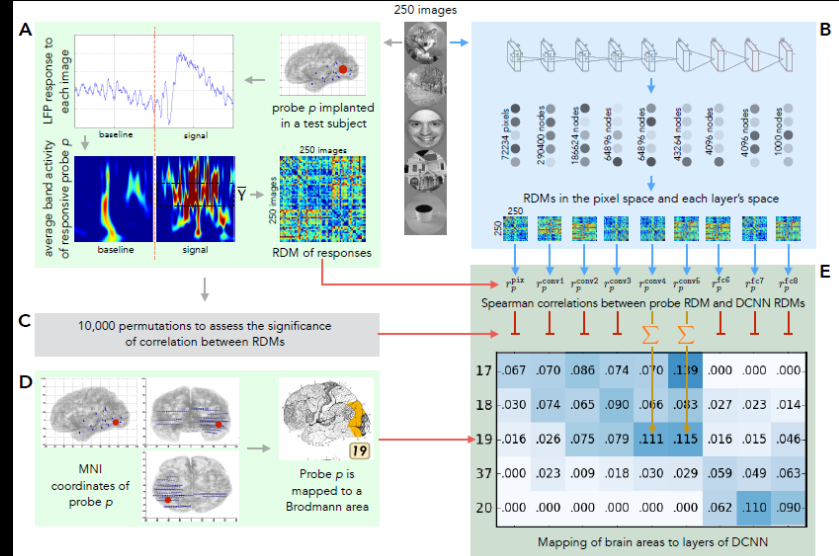 250 images
A
LFP response to
each image
baseline
signal
probe p implanted
in a test subject
average band activity
of responsive probe p
baseline
signal
γ
250 images
250 images
RDM of responses
B
72234 pixels
290400 nodes
186624 nodes
64896 nodes
64896 nodes
43264 nodes
4096 nodes
4096 nodes
1000 nodes
RDMs in the pixel space and each layer's space
250
250
C
10,000 permutations to assess the significance
of correlation between RDMs
D
MNI
coordinates of
probe p
19
Probe p is
mapped to a
Brodmann area
E
r_p^pix r_p^conv1 r_p^conv2 r_p^conv3 r_p^conv4 r_p^conv5 r_p^fc6 r_p^fc7 r_p^fc8
Spearman correlations between probe RDM and DCNN RDMs
Σ Σ
17 .067 .070 .086 .074 .070 .139 .000 .000 .000
18 .030 .074 .065 .090 .066 .083 .027 .023 .014
19 .016 .026 .075 .079 .111 .115 .016 .015 .046
37 .000 .023 .009 .018 .030 .029 .059 .049 .063
20 .000 .000 .000 .000 .000 .000 .062 .110 .090
Mapping of brain areas to layers of DCNN